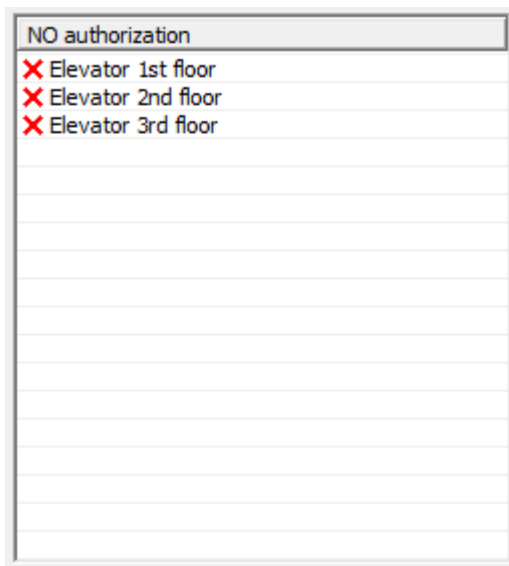 NO authorization
Elevator 1st floor
Elevator 2nd floor
Elevator 3rd floor